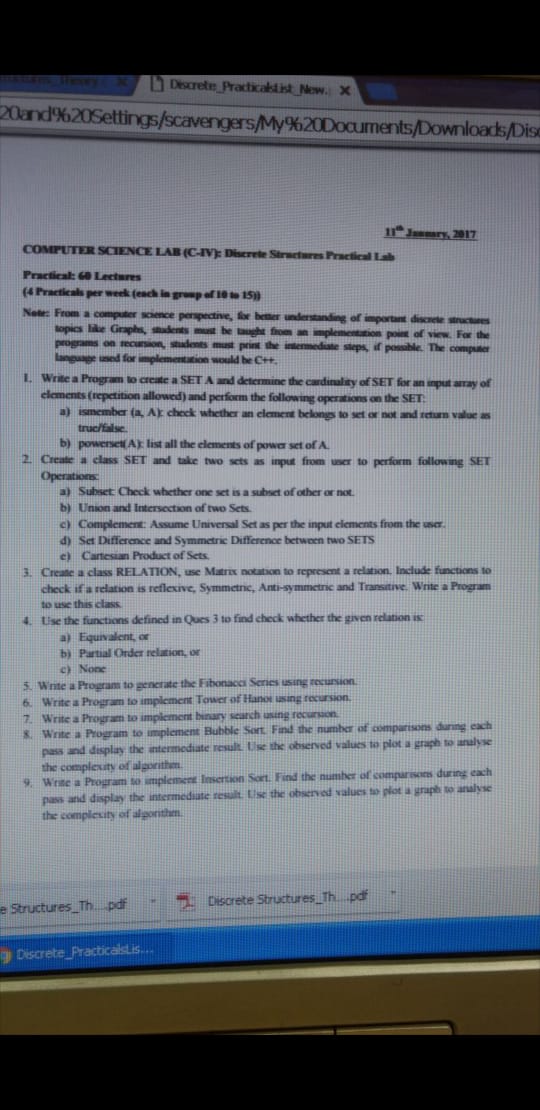 Discrete_PracticalsList_New. X
20and%20Settings/scavengers/My%20Documents/Downloads/Disc
11th January, 2017
COMPUTER SCIENCE LAB (C-IV): Discrete Structures Practical Lab
Practical: 60 Lectures
(4 Practicals per week (each in group of 10 to 15))
Note: From a computer science perspective, for better understanding of important discrete structures
topics like Graphs, students must be taught from an implementation point of view. For the
programs on recursion, students must print the intermediate steps, if possible. The computer
language used for implementation would be C++.
1. Write a Program to create a SET A and determine the cardinality of SET for an input array of
elements (repetition allowed) and perform the following operations on the SET:
a) ismember (a, A): check whether an element belongs to set or not and return value as
true/false.
b) powerset(A): list all the elements of power set of A.
2. Create a class SET and take two sets as input from user to perform following SET
Operations:
a) Subset: Check whether one set is a subset of other or not.
b) Union and Intersection of two Sets.
c) Complement: Assume Universal Set as per the input elements from the user.
d) Set Difference and Symmetric Difference between two SETS
e) Cartesian Product of Sets.
3. Create a class RELATION, use Matrix notation to represent a relation. Include functions to
check if a relation is reflexive, Symmetric, Anti-symmetric and Transitive. Write a Program
to use this class.
4. Use the functions defined in Ques 3 to find check whether the given relation is:
a) Equivalent, or
b) Partial Order relation, or
c) None
5. Write a Program to generate the Fibonacci Series using recursion.
6. Write a Program to implement Tower of Hanoi using recursion.
7. Write a Program to implement binary search using recursion.
8. Write a Program to implement Bubble Sort. Find the number of comparisons during each
pass and display the intermediate result. Use the observed values to plot a graph to analyse
the complexity of algorithm.
9. Write a Program to implement Insertion Sort. Find the number of comparisons during each
pass and display the intermediate result. Use the observed values to plot a graph to analyse
the complexity of algorithm.
e Structures_Th....pdf
Discrete Structures_Th....pdf
Discrete_PracticalsLis...